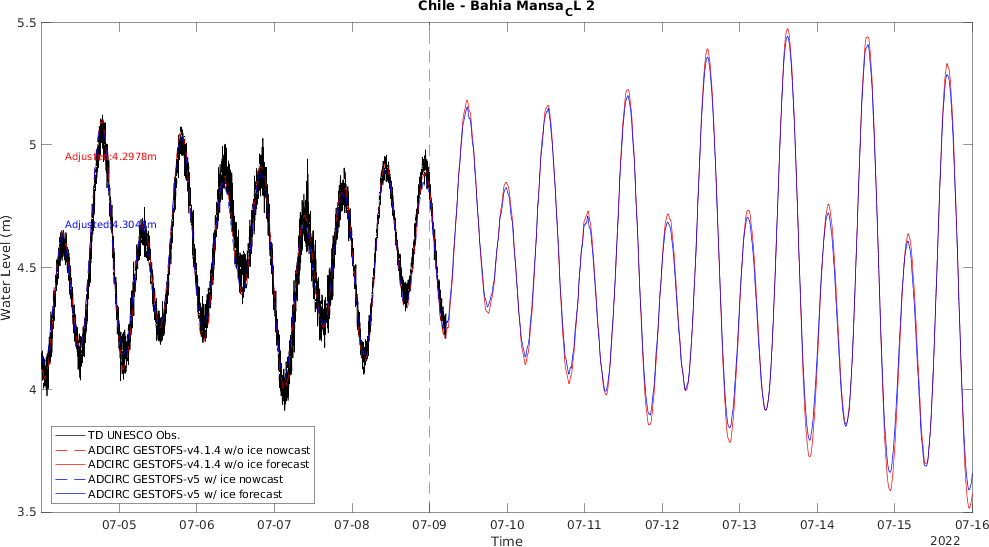 Chile - Bahia Mansa_CL 2
Water Level (m)
5.5
5
4.5
4
3.5
Adjusted:4.2978m
Adjusted:4.304m
TD UNESCO Obs.
ADCIRC GESTOFS-v4.1.4 w/o ice nowcast
ADCIRC GESTOFS-v4.1.4 w/o ice forecast
ADCIRC GESTOFS-v5 w/ ice nowcast
ADCIRC GESTOFS-v5 w/ ice forecast
07-05 07-06 07-07 07-08 07-09 07-10 07-11 07-12 07-13 07-14 07-15 07-16
Time
2022